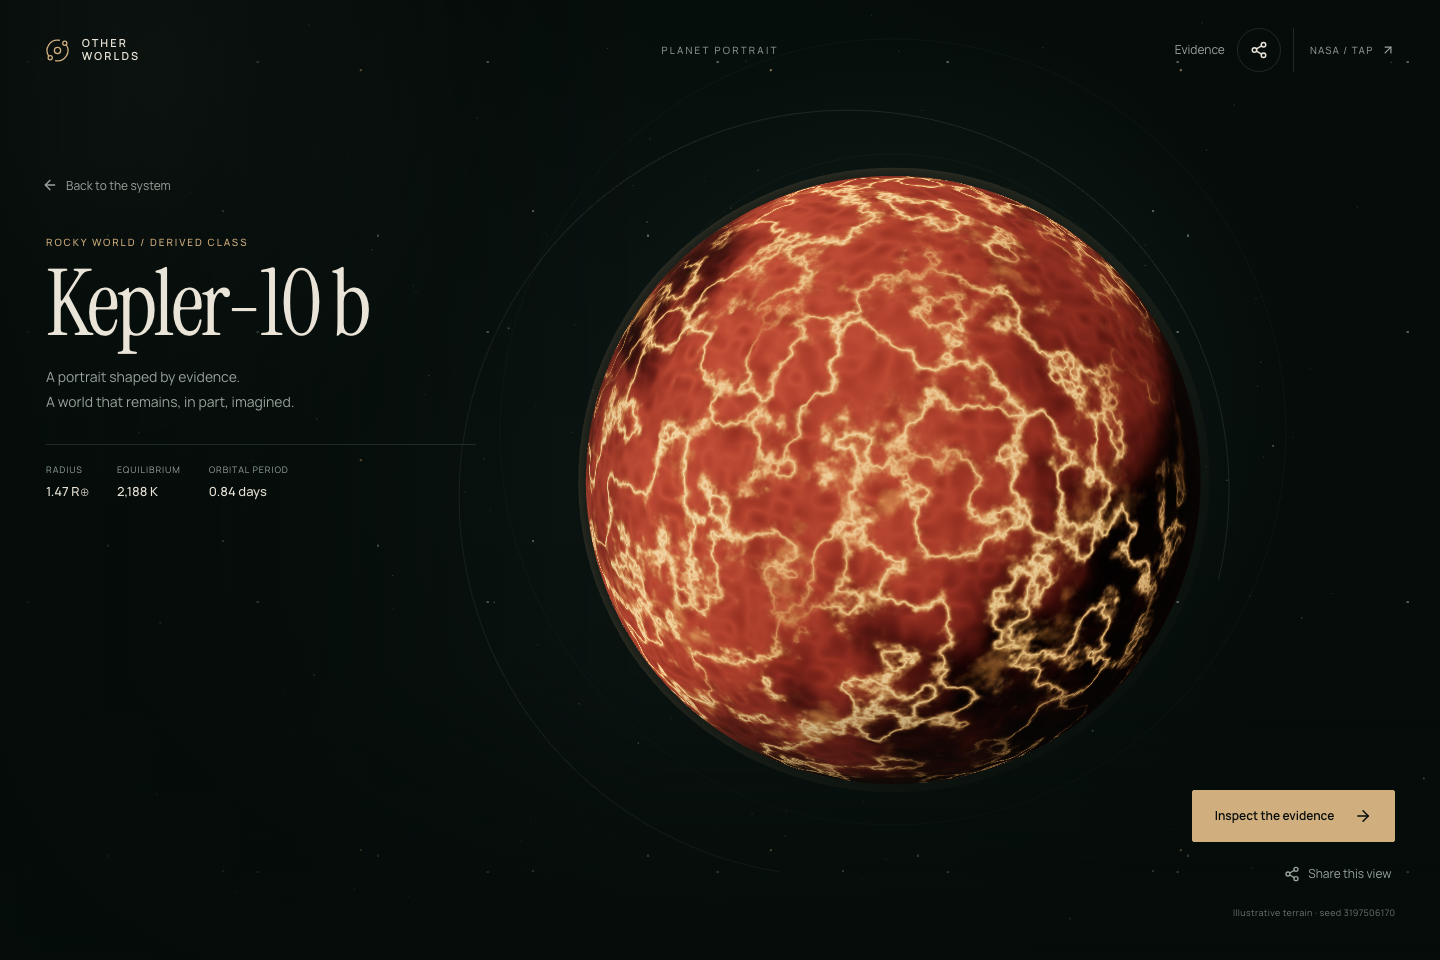 OTHER
WORLDS
PLANET PORTRAIT
Evidence
NASA / TAP
Back to the system
ROCKY WORLD / DERIVED CLASS
Kepler-10 b
A portrait shaped by evidence.
A world that remains, in part, imagined.
RADIUS EQUILIBRIUM ORBITAL PERIOD
1.47 R⊕ 2,188 K 0.84 days
Inspect the evidence
Share this view
Illustrative terrain · seed 3197506170